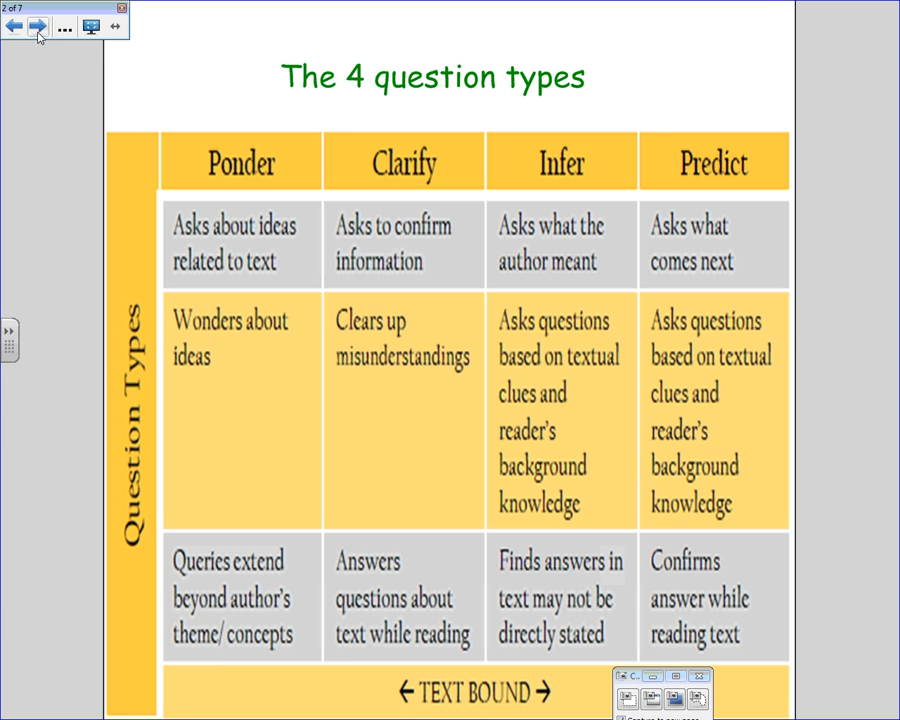 2 of 7
The 4 question types
Question Types
Ponder
Clarify
Infer
Predict
Asks about ideas
related to text
Asks to confirm
information
Asks what the
author meant
Asks what
comes next
Wonders about
ideas
Clears up
misunderstandings
Asks questions
based on textual
clues and
reader's
background
knowledge
Asks questions
based on textual
clues and
reader's
background
knowledge
Queries extend
beyond author's
theme/ concepts
Answers
questions about
text while reading
Finds answers in
text may not be
directly stated
Confirms
answer while
reading text
← TEXT BOUND →
C..